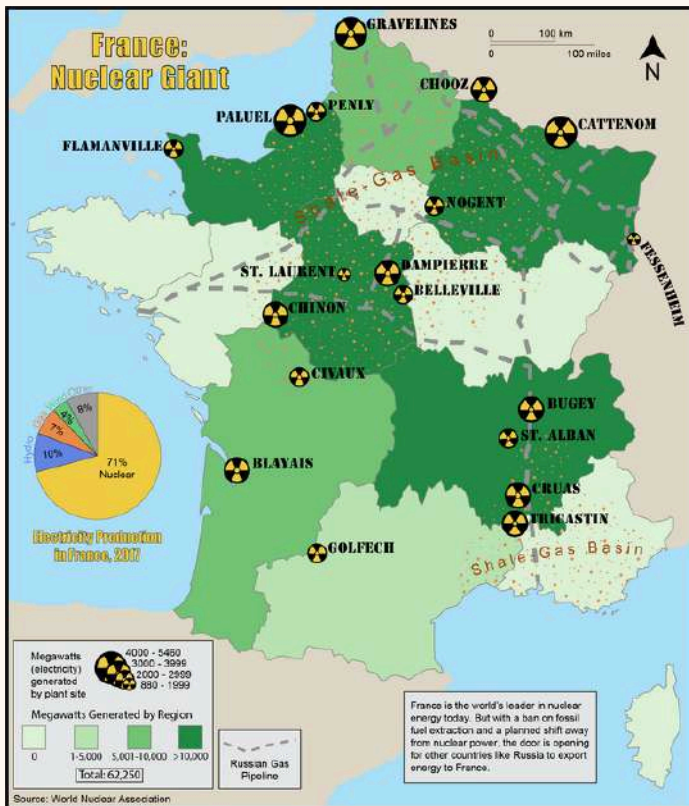 France:
Nuclear Giant
GRAVELINES
0 100 km
0 100 miles
N
CHOOZ
PENLY
PALUEL
CATTENOM
FLAMANVILLE
Shale-Gas Basin
NOGENT
FESSENHEIM
ST. LAURENT
DAMPIERRE
BELLEVILLE
CHINON
CIVAUX
Hydro
Gas
Other
8%
4%
7%
10%
71%
Nuclear
BUGEY
ST. ALBAN
BLAYAIS
CRUAS
TRIGASTIN
Electricity Production
in France, 2017
GOLFECH
Shale-Gas Basin
Megawatts
(electricity)
generated
by plant site
4000 - 5460
3000 - 3999
2000 - 2999
880 - 1999
Megawatts Generated by Region
0 1-5,000 5,001-10,000 >10,000
Total: 62,250
Russian Gas
Pipeline
France is the world's leader in nuclear
energy today. But with a ban on fossil
fuel extraction and a planned shift away
from nuclear power, the door is opening
for other countries like Russia to export
energy to France.
Source: World Nuclear Association